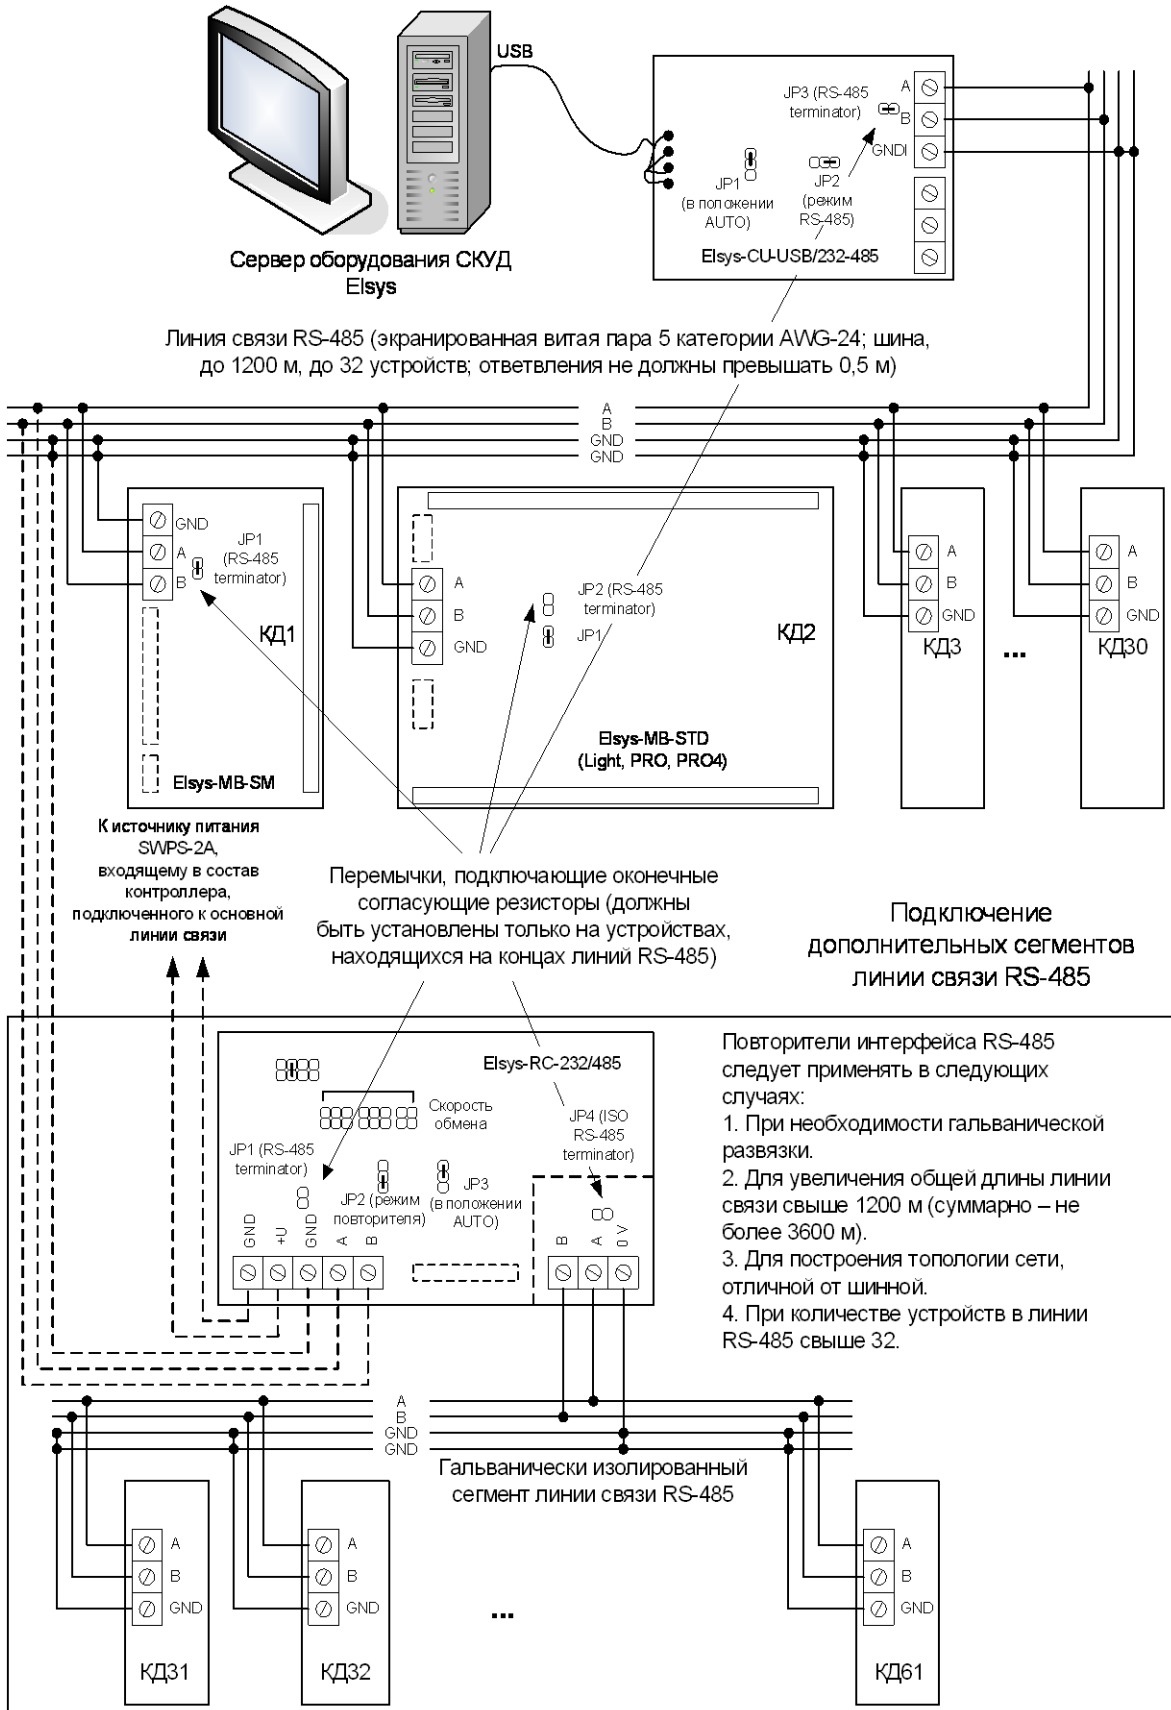 USB
JP3 (RS-485
terminator)
A
B
GNDI
JP1
(в положении
AUTO)
JP2
(режим
RS-485)
Elsys-CU-USB/232-485
Сервер оборудования СКУД
Elsys
Линия связи RS-485 (экранированная витая пара 5 категории AWG-24; шина,
до 1200 м, до 32 устройств; ответвления не должны превышать 0,5 м)
A
B
GND
GND
GND
A
B
JP1
(RS-485
terminator)
КД1
Elsys-MB-SM
A
B
GND
JP2 (RS-485
terminator)
JP1
КД2
Elsys-MB-STD
(Light, PRO, PRO4)
A
B
GND
КД3
...
A
B
GND
КД30
К источнику питания
SWPS-2A,
входящему в состав
контроллера,
подключенного к основной
линии связи
Перемычки, подключающие оконечные
согласующие резисторы (должны
быть установлены только на устройствах,
находящихся на концах линий RS-485)
Подключение
дополнительных сегментов
линии связи RS-485
Elsys-RC-232/485
Скорость
обмена
JP1 (RS-485
terminator)
JP2 (режим
повторителя)
JP3
(в положении
AUTO)
JP4 (ISO
RS-485
terminator)
GND
+U
GND
A
B
B
A
0 V
Повторители интерфейса RS-485
следует применять в следующих
случаях:
1. При необходимости гальванической
развязки.
2. Для увеличения общей длины линии
связи свыше 1200 м (суммарно – не
более 3600 м).
3. Для построения топологии сети,
отличной от шинной.
4. При количестве устройств в линии
RS-485 свыше 32.
A
B
GND
GND
Гальванически изолированный
сегмент линии связи RS-485
A
B
GND
КД31
A
B
GND
КД32
...
A
B
GND
КД61